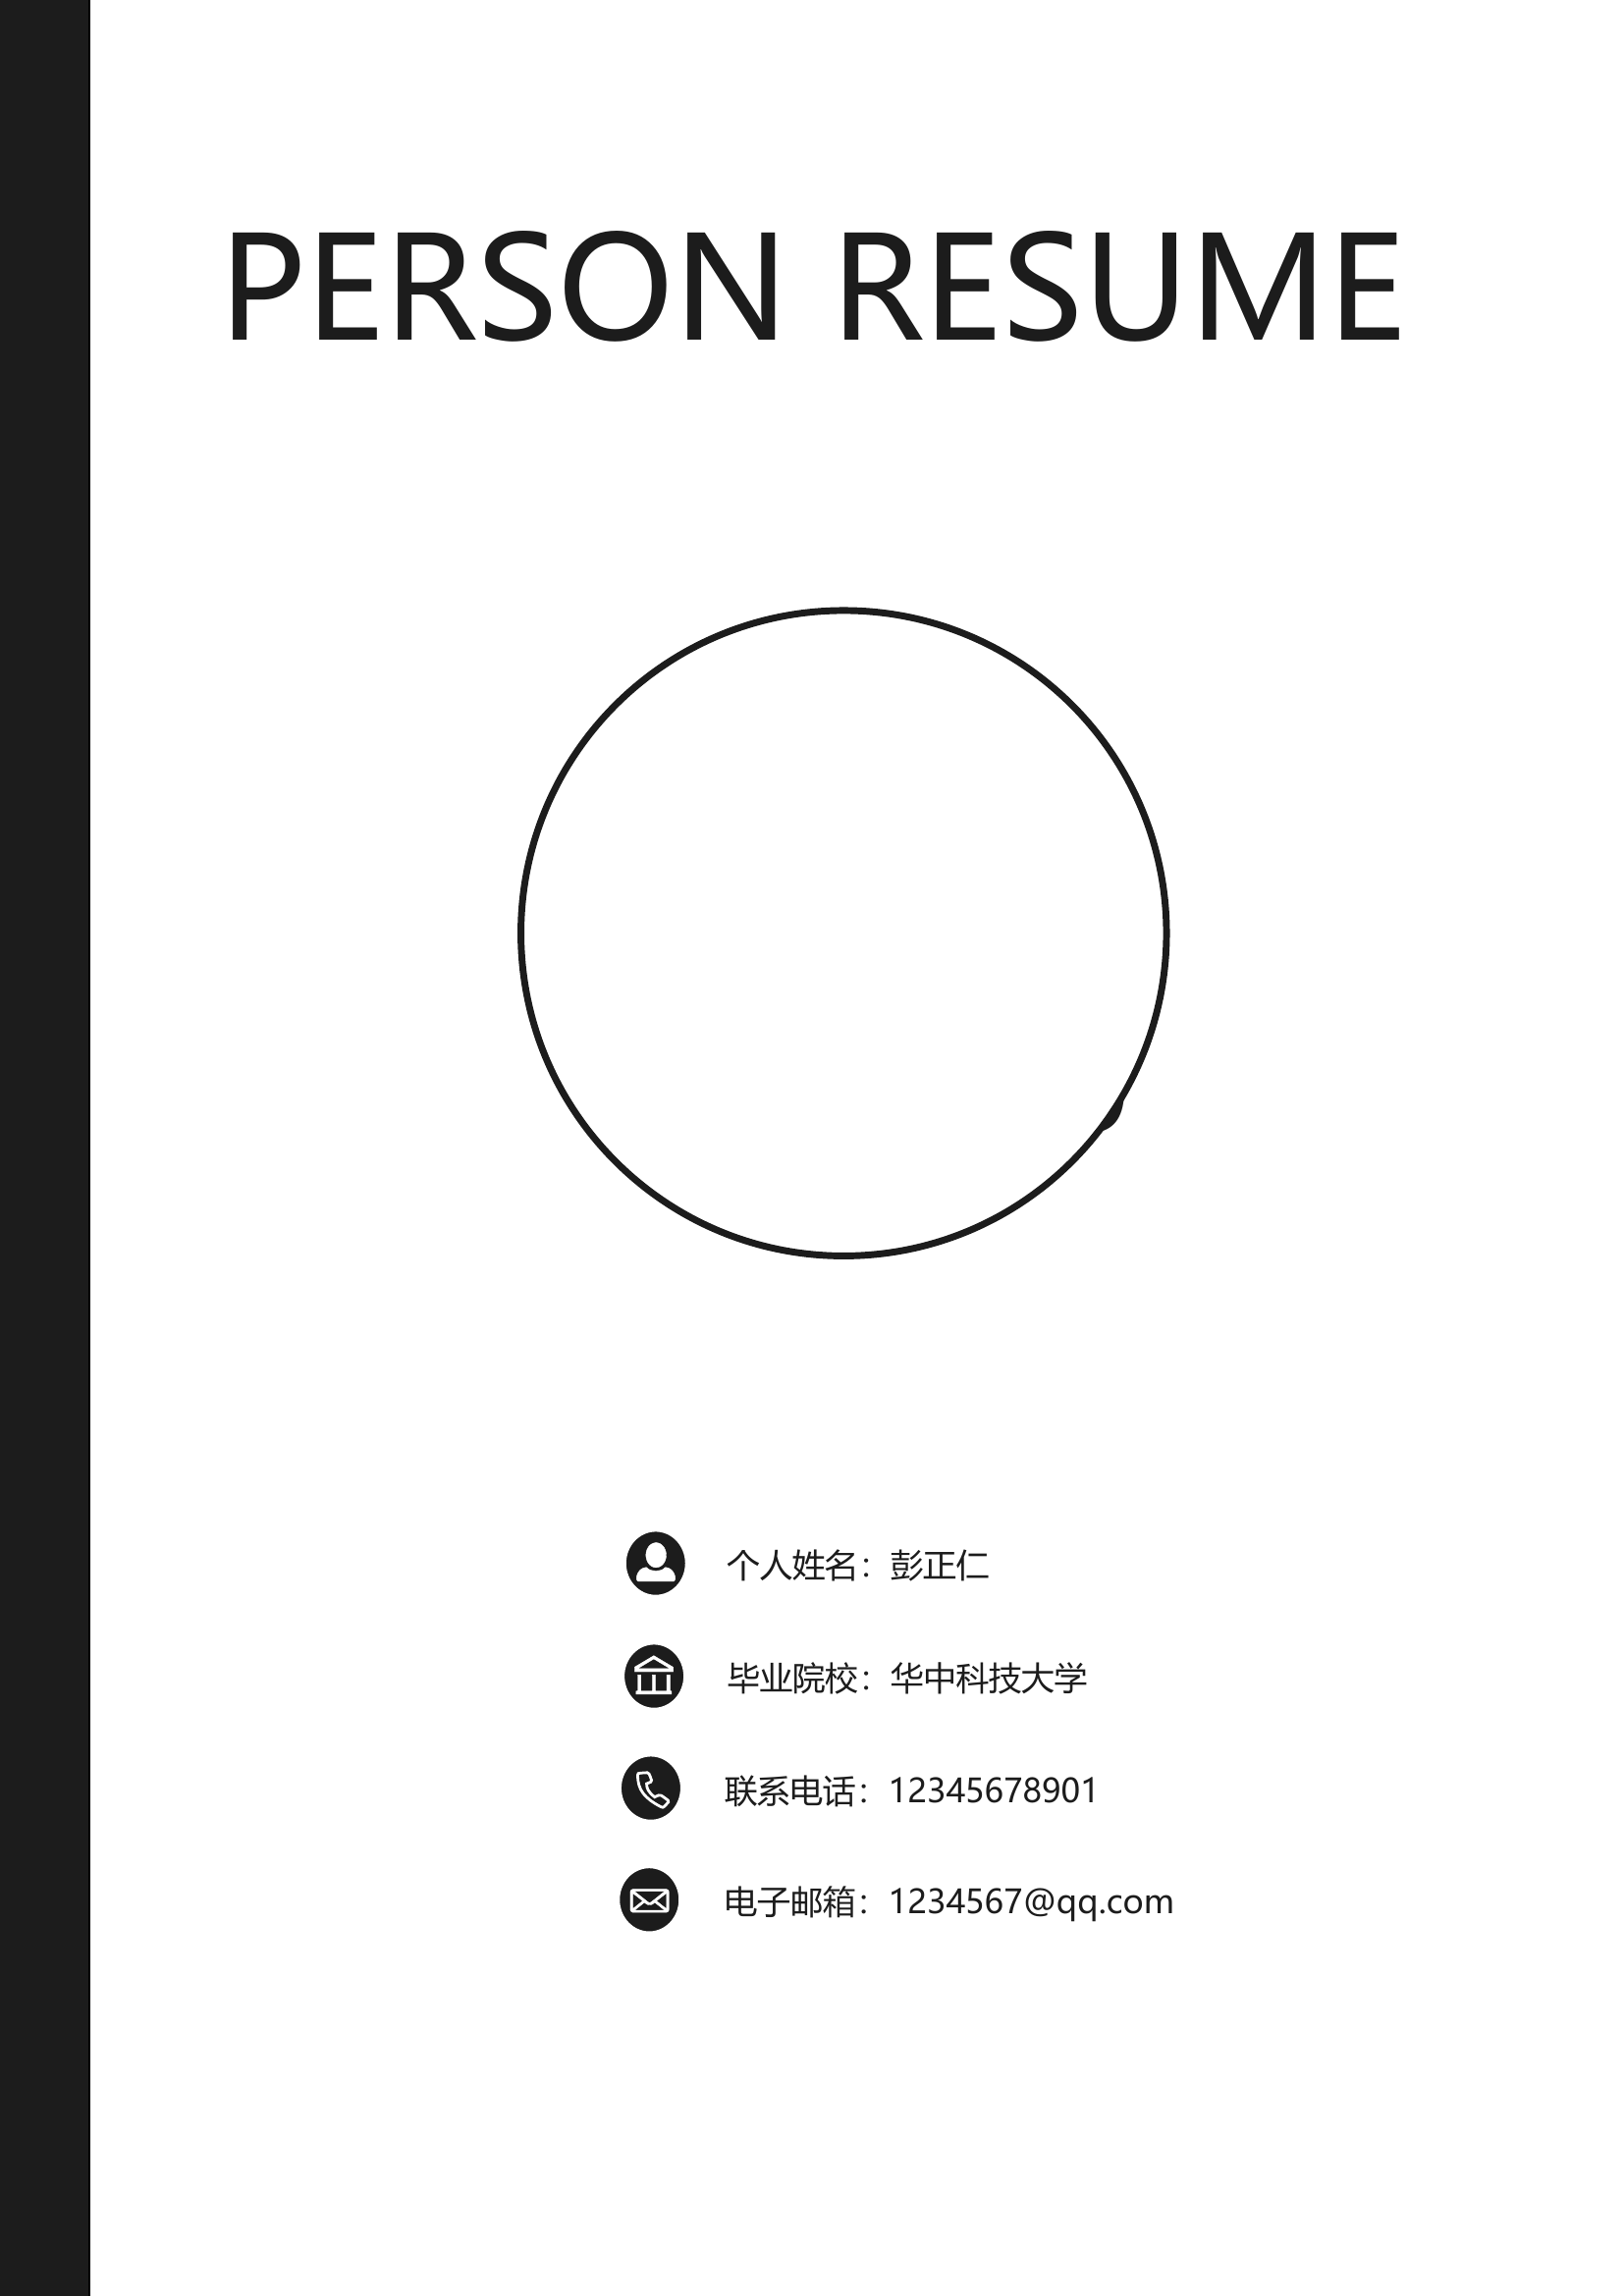 PERSON RESUME
个人姓名：彭正仁
毕业院校：华中科技大学
联系电话：12345678901
电子邮箱：1234567@qq.com